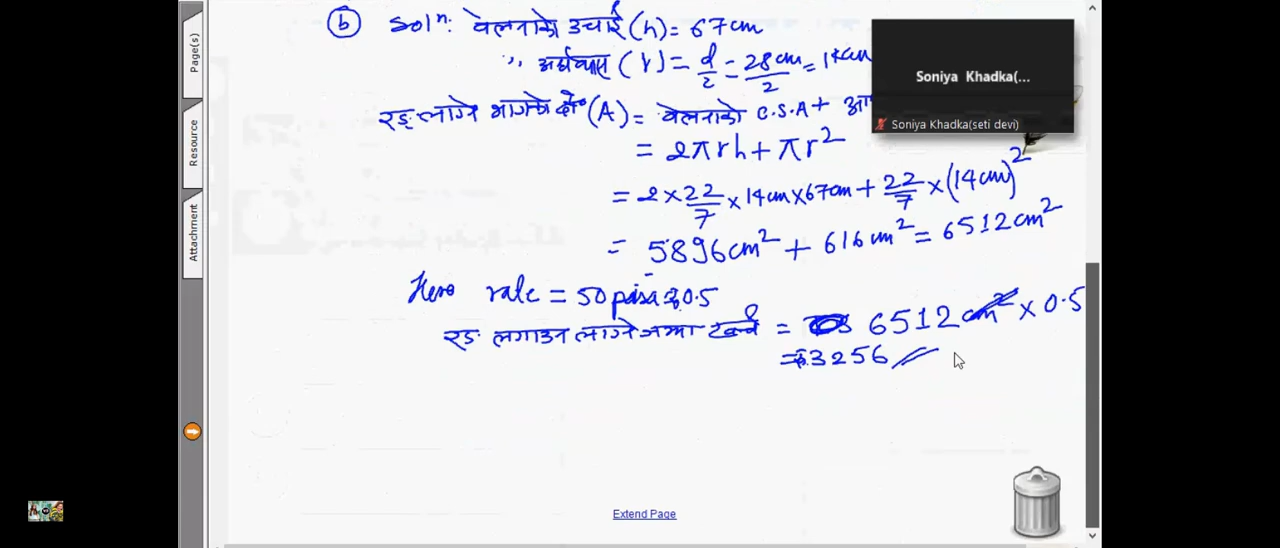 Page(s)
Resource
Attachment
(b) Solⁿ: वेलनाको उचाई (h) = 67cm
,, अर्धव्यास (r) = d/2 = 28cm/2 = 14cm
रङ्ग लाग्ने भागको (A) = वेलनाको C.S.A +
= 2πrh + πr²
= 2 × 22/7 × 14cm × 67cm + 22/7 × (14cm)²
= 5896cm² + 616cm² = 6512cm²
Here rate = 50 paisa = 0.5
रङ लगाउन लाग्ने जम्मा खर्च = 6512 cm² × 0.5
= रु.3256
Soniya Khadka(...
Soniya Khadka(seti devi)
Extend Page